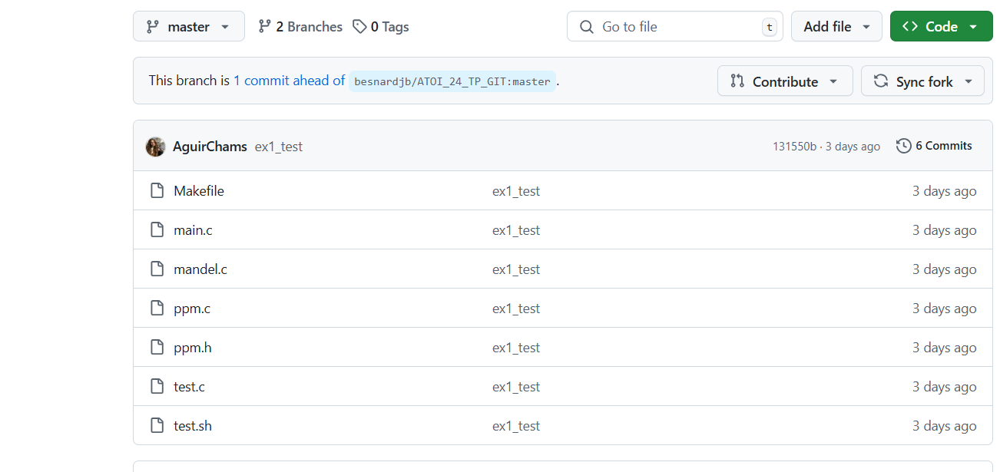 master 2 Branches 0 Tags Go to file t Add file Code
This branch is 1 commit ahead of besnardjb/ATOI_24_TP_GIT:master . Contribute Sync fork
AguirChams ex1_test 131550b · 3 days ago 6 Commits
Makefile ex1_test 3 days ago
main.c ex1_test 3 days ago
mandel.c ex1_test 3 days ago
ppm.c ex1_test 3 days ago
ppm.h ex1_test 3 days ago
test.c ex1_test 3 days ago
test.sh ex1_test 3 days ago